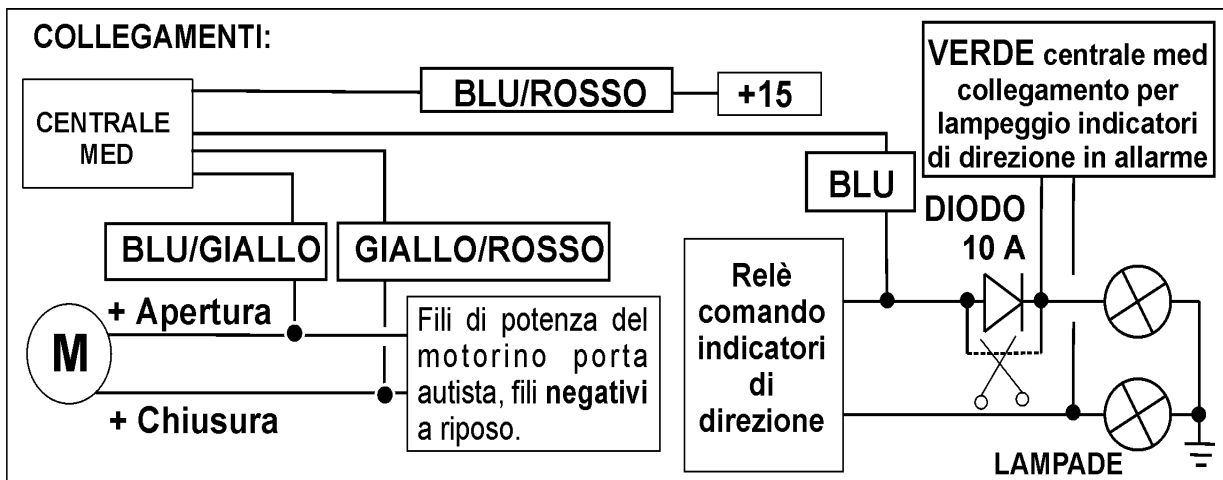 COLLEGAMENTI:
CENTRALE
MED
BLU/ROSSO
+15
VERDE centrale med
collegamento per
lampeggio indicatori
di direzione in allarme
BLU
DIODO
10 A
BLU/GIALLO
GIALLO/ROSSO
+ Apertura
M
+ Chiusura
Fili di potenza del
motorino porta
autista, fili negativi
a riposo.
Relè
comando
indicatori
di
direzione
LAMPADE